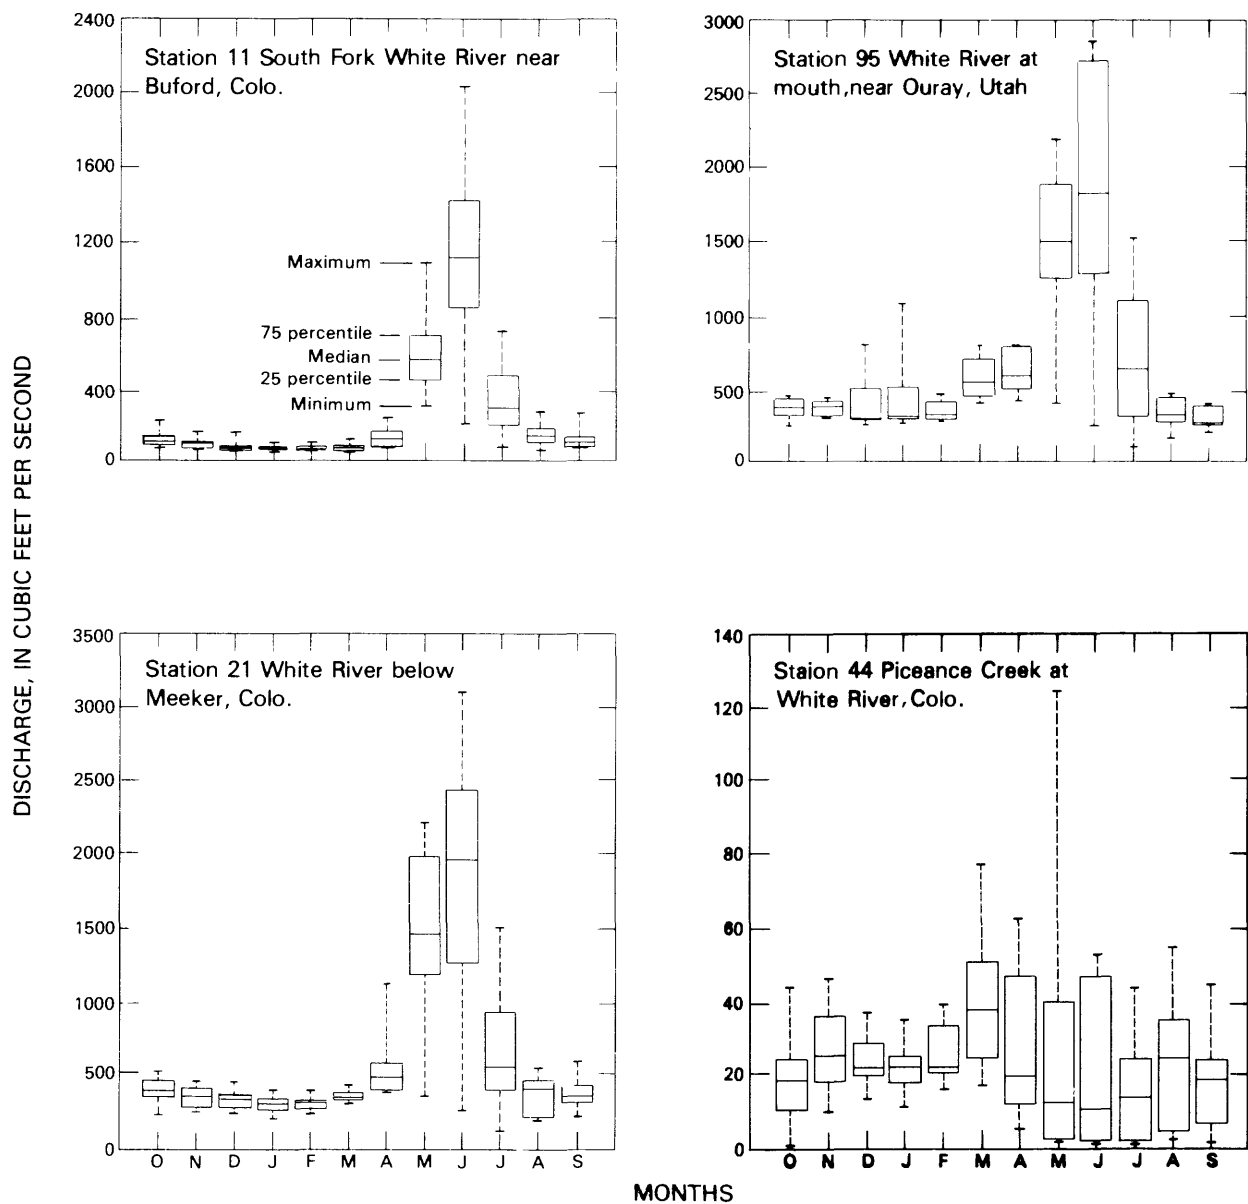 DISCHARGE, IN CUBIC FEET PER SECOND
2400
2000
1600
1200
800
400
0
Station 11 South Fork White River near
Buford, Colo.
Maximum
75 percentile
Median
25 percentile
Minimum
3000
2500
2000
1500
1000
500
0
Station 95 White River at
mouth,near Ouray, Utah
3500
3000
2500
2000
1500
1000
500
0
Station 21 White River below
Meeker, Colo.
O N D J F M A M J J A S
140
120
100
80
60
40
20
0
Staion 44 Piceance Creek at
White River, Colo.
O N D J F M A M J J A S
MONTHS